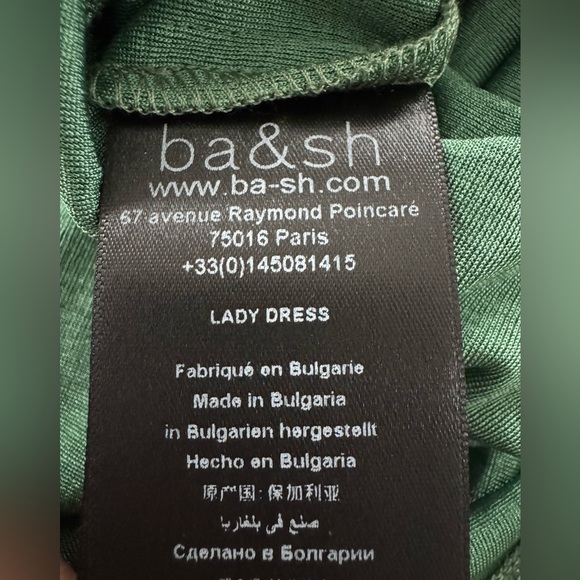 ba&sh
www.ba-sh.com
67 avenue Raymond Poincaré
75016 Paris
+33(0)145081415
LADY DRESS
Fabriqué en Bulgarie
Made in Bulgaria
in Bulgarien hergestellt
Hecho en Bulgaria
原产国: 保加利亚
صنع في بلغاريا
Сделано в Болгарии